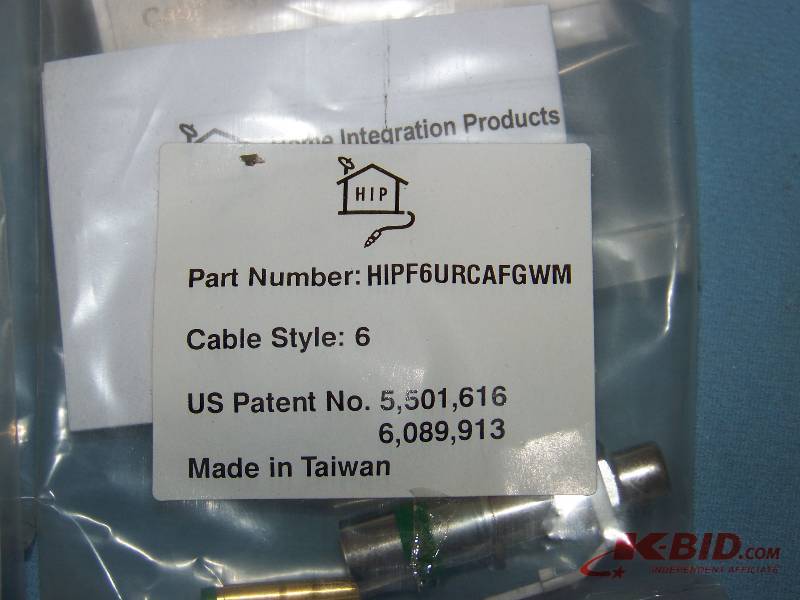 Home Integration Products
HIP
Part Number: HIPF6URCAFGWM
Cable Style: 6
US Patent No. 5,501,616
6,089,913
Made in Taiwan
K-BID.COM
INDEPENDENT AFFILIATE